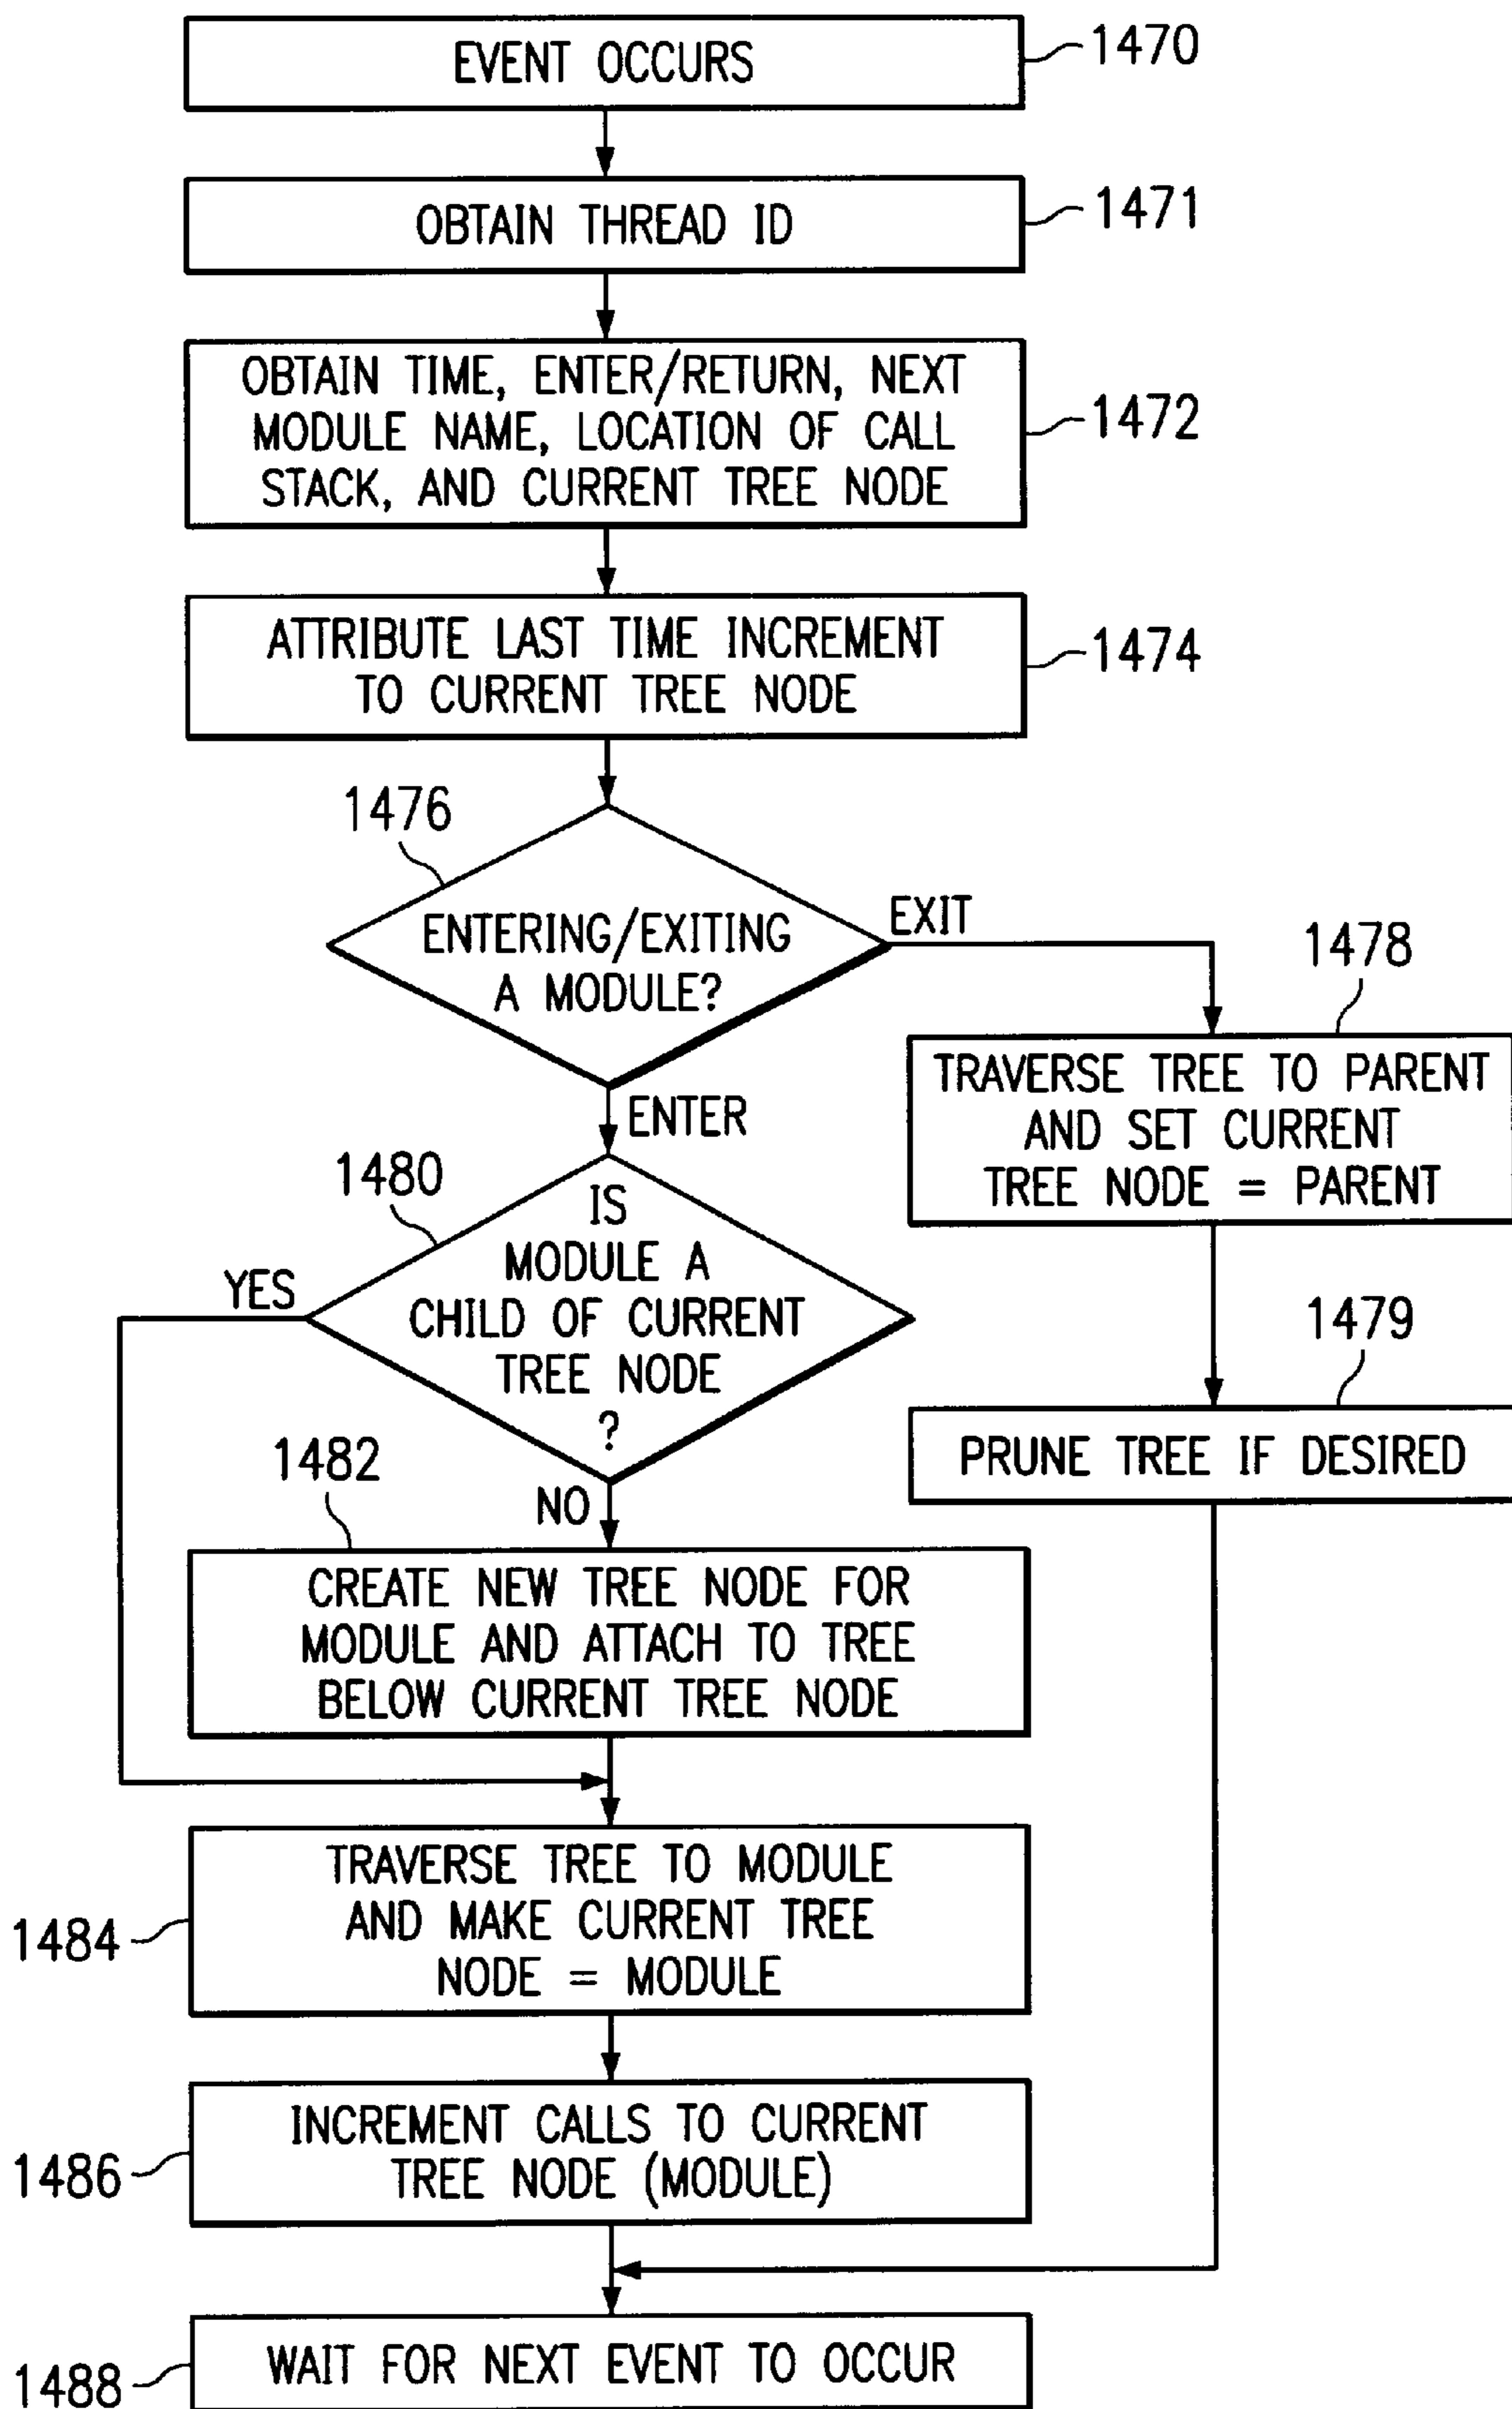 EVENT OCCURS
1470
OBTAIN THREAD ID
1471
OBTAIN TIME, ENTER/RETURN, NEXT
MODULE NAME, LOCATION OF CALL
STACK, AND CURRENT TREE NODE
1472
ATTRIBUTE LAST TIME INCREMENT
TO CURRENT TREE NODE
1474
1476
ENTERING/EXITING
A MODULE?
EXIT
ENTER
1478
TRAVERSE TREE TO PARENT
AND SET CURRENT
TREE NODE = PARENT
1480
IS
MODULE A
CHILD OF CURRENT
TREE NODE
?
YES
NO
1479
PRUNE TREE IF DESIRED
1482
CREATE NEW TREE NODE FOR
MODULE AND ATTACH TO TREE
BELOW CURRENT TREE NODE
TRAVERSE TREE TO MODULE
AND MAKE CURRENT TREE
NODE = MODULE
1484
INCREMENT CALLS TO CURRENT
TREE NODE (MODULE)
1486
WAIT FOR NEXT EVENT TO OCCUR
1488